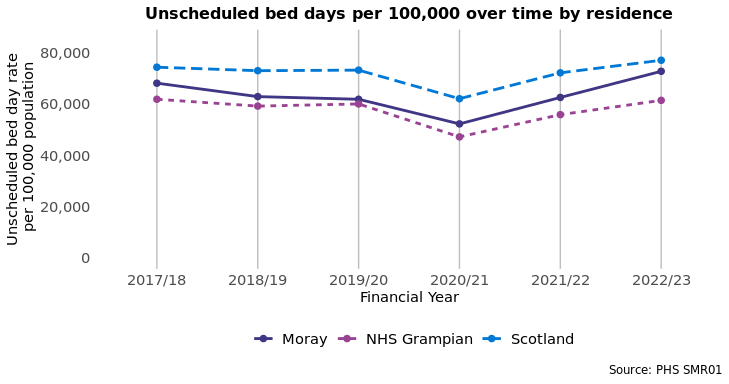 Unscheduled bed days per 100,000 over time by residence
Unscheduled bed day rate
per 100,000 population
80,000
60,000
40,000
20,000
0
2017/18 2018/19 2019/20 2020/21 2021/22 2022/23
Financial Year
Moray NHS Grampian Scotland
Source: PHS SMR01